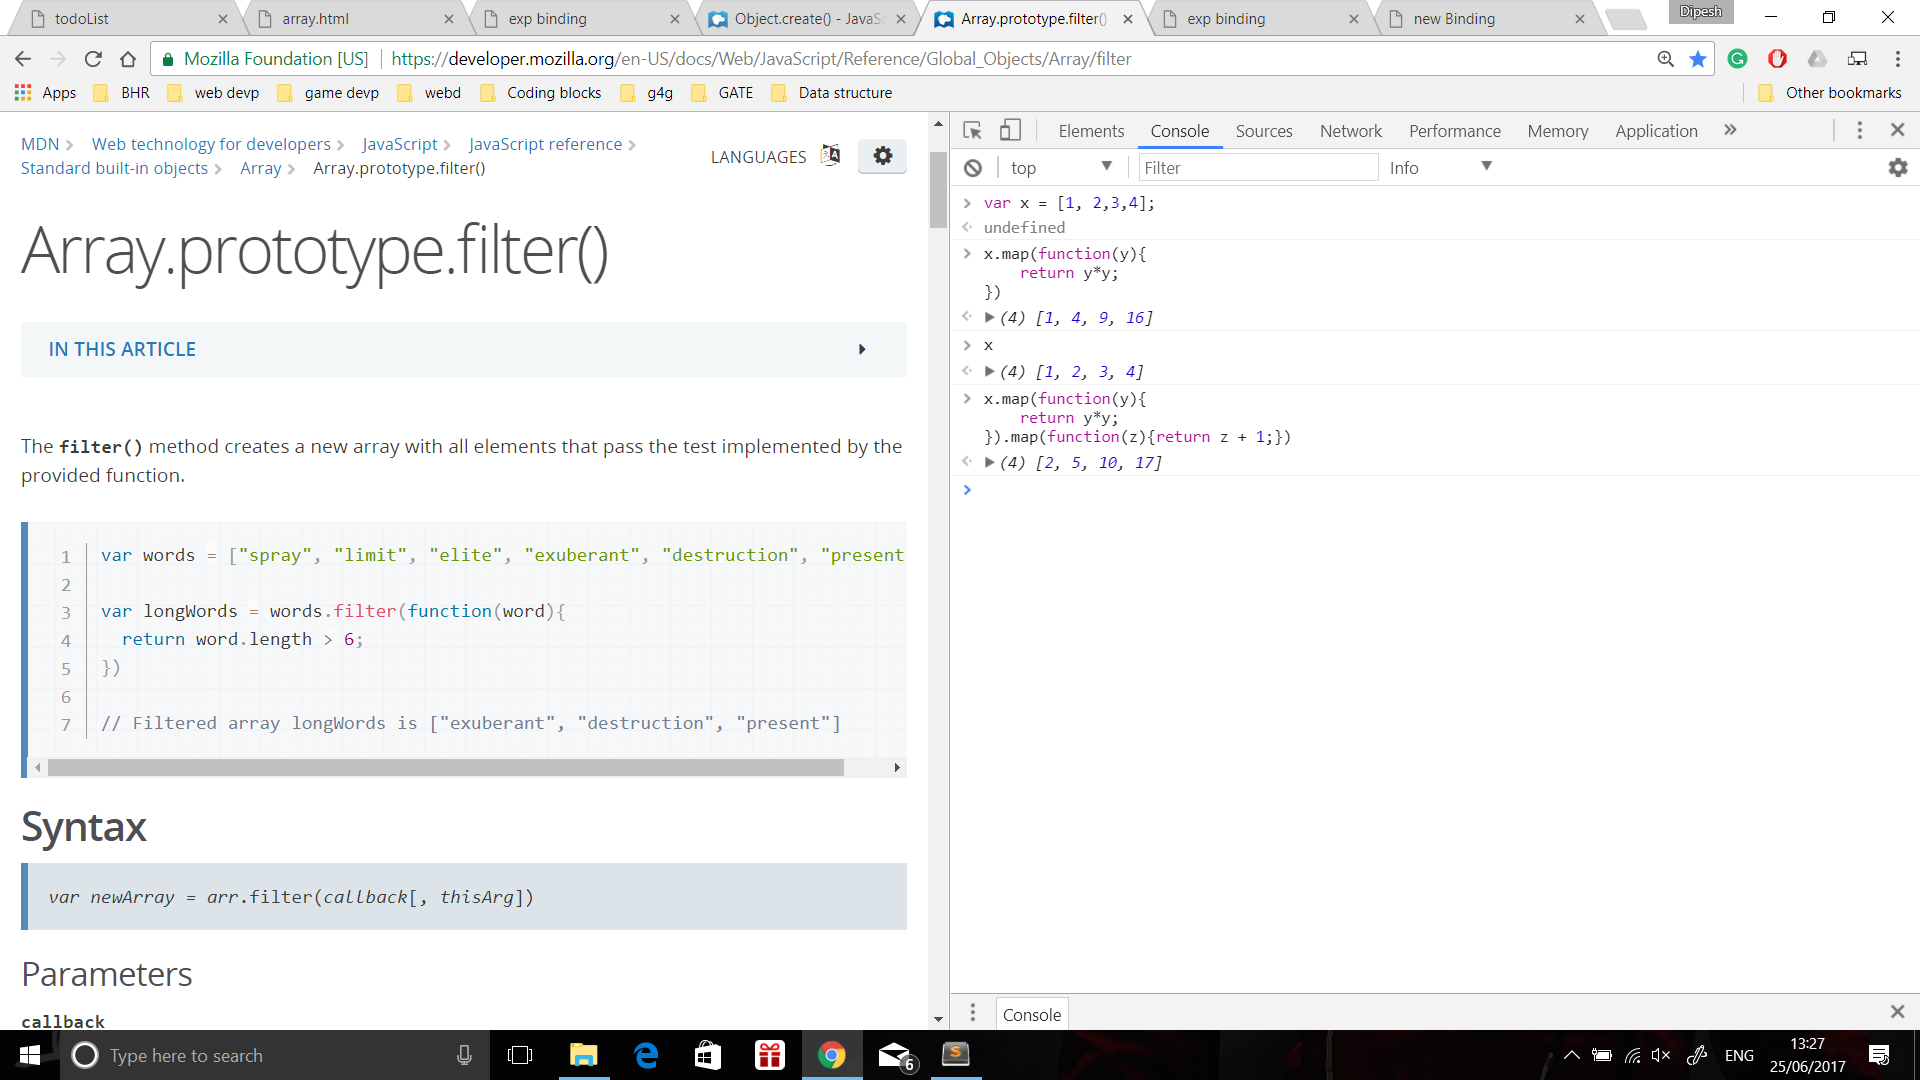 todoList
array.html
exp binding
Object.create() - JavaSc
Array.prototype.filter()
exp binding
new Binding
Dipesh
Mozilla Foundation [US]
https://developer.mozilla.org/en-US/docs/Web/JavaScript/Reference/Global_Objects/Array/filter
Apps
BHR
web devp
game devp
webd
Coding blocks
g4g
GATE
Data structure
Other bookmarks
MDN
Web technology for developers
JavaScript
JavaScript reference
Standard built-in objects
Array
Array.prototype.filter()
LANGUAGES
Array.prototype.filter()
IN THIS ARTICLE
The filter() method creates a new array with all elements that pass the test implemented by the
provided function.
1 var words = ["spray", "limit", "elite", "exuberant", "destruction", "present
2
3 var longWords = words.filter(function(word){
4 return word.length > 6;
5 })
6
7 // Filtered array longWords is ["exuberant", "destruction", "present"]
Syntax
var newArray = arr.filter(callback[, thisArg])
Parameters
callback
Elements
Console
Sources
Network
Performance
Memory
Application
top
Filter
Info
var x = [1, 2,3,4];
undefined
x.map(function(y){
return y*y;
})
(4) [1, 4, 9, 16]
x
(4) [1, 2, 3, 4]
x.map(function(y){
return y*y;
}).map(function(z){return z + 1;})
(4) [2, 5, 10, 17]
Console
Type here to search
6
ENG
13:27
25/06/2017